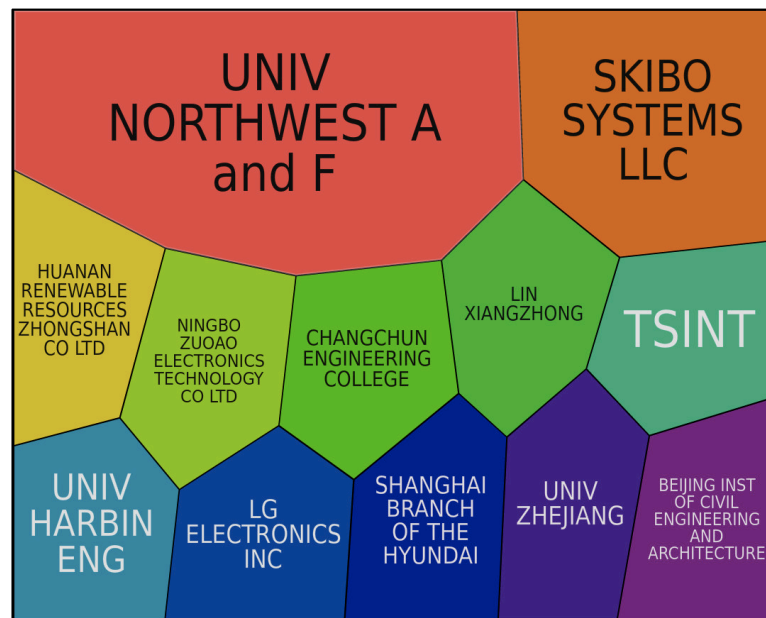 UNIV
NORTHWEST A
and F
SKIBO
SYSTEMS
LLC
HUANAN
RENEWABLE
RESOURCES
ZHONGSHAN
CO LTD
NINGBO
ZUOAO
ELECTRONICS
TECHNOLOGY
CO LTD
CHANGCHUN
ENGINEERING
COLLEGE
LIN
XIANGZHONG
TSINT
UNIV
HARBIN
ENG
LG
ELECTRONICS
INC
SHANGHAI
BRANCH
OF THE
HYUNDAI
UNIV
ZHEJIANG
BEIJING INST
OF CIVIL
ENGINEERING
AND
ARCHITECTURE